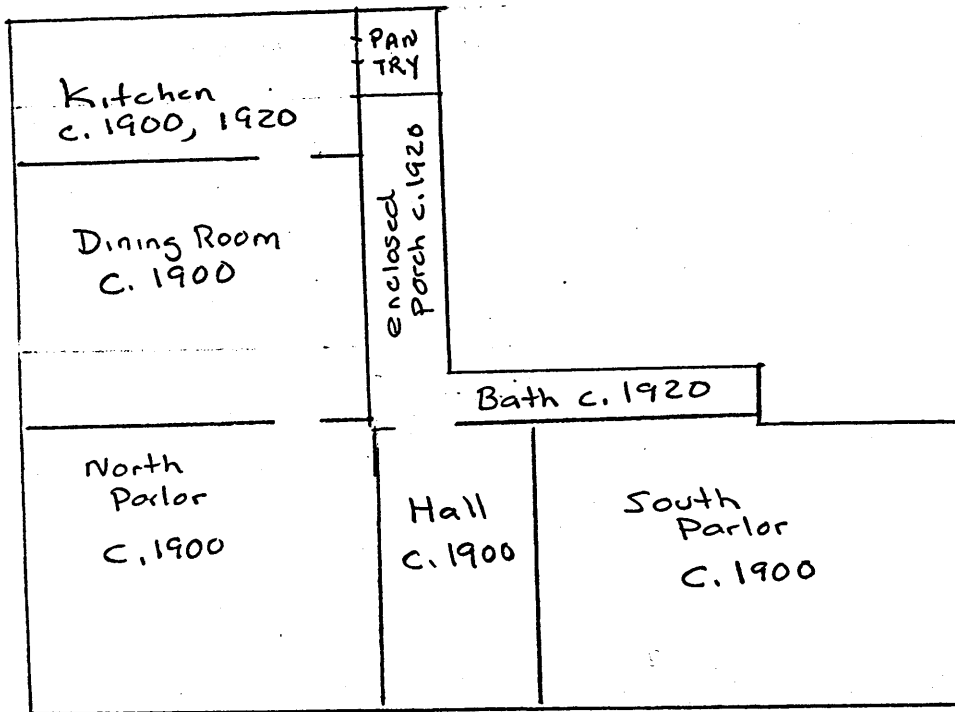 PAN
TRY
Kitchen
c. 1900, 1920
enclosed
Porch c. 1920
Dining Room
C. 1900
Bath c. 1920
North
Parlor
C. 1900
Hall
C. 1900
South
Parlor
C. 1900